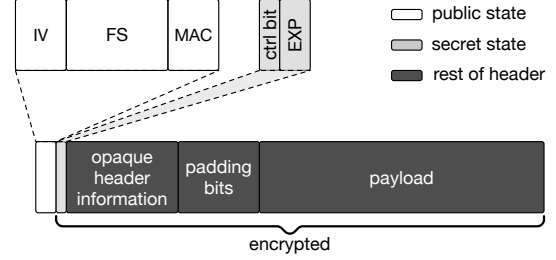 IV
FS
MAC
ctrl bit
EXP
public state
secret state
rest of header
opaque
header
information
padding
bits
payload
encrypted